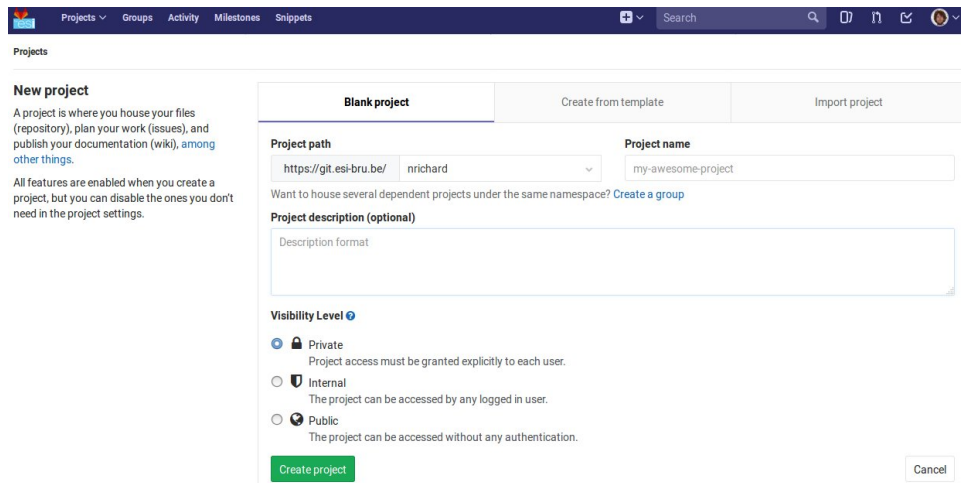 esi
Projects Groups Activity Milestones Snippets
Search
Projects
New project
A project is where you house your files
(repository), plan your work (issues), and
publish your documentation (wiki), among
other things.
All features are enabled when you create a
project, but you can disable the ones you don't
need in the project settings.
Blank project
Create from template
Import project
Project path
Project name
https://git.esi-bru.be/
nrichard
my-awesome-project
Want to house several dependent projects under the same namespace? Create a group
Project description (optional)
Description format
Visibility Level
Private
Project access must be granted explicitly to each user.
Internal
The project can be accessed by any logged in user.
Public
The project can be accessed without any authentication.
Create project
Cancel